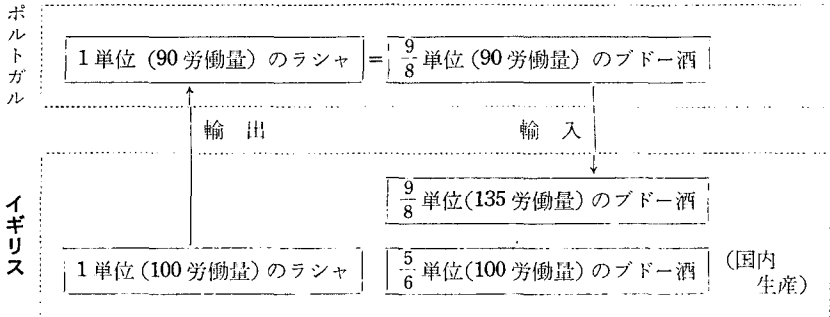 ポルトガル
1単位(90労働量)のラシャ = 9/8単位(90労働量)のブドー酒
輸出 輸入
イギリス
9/8単位(135労働量)のブドー酒
1単位(100労働量)のラシャ 5/6単位(100労働量)のブドー酒 (国内生産)